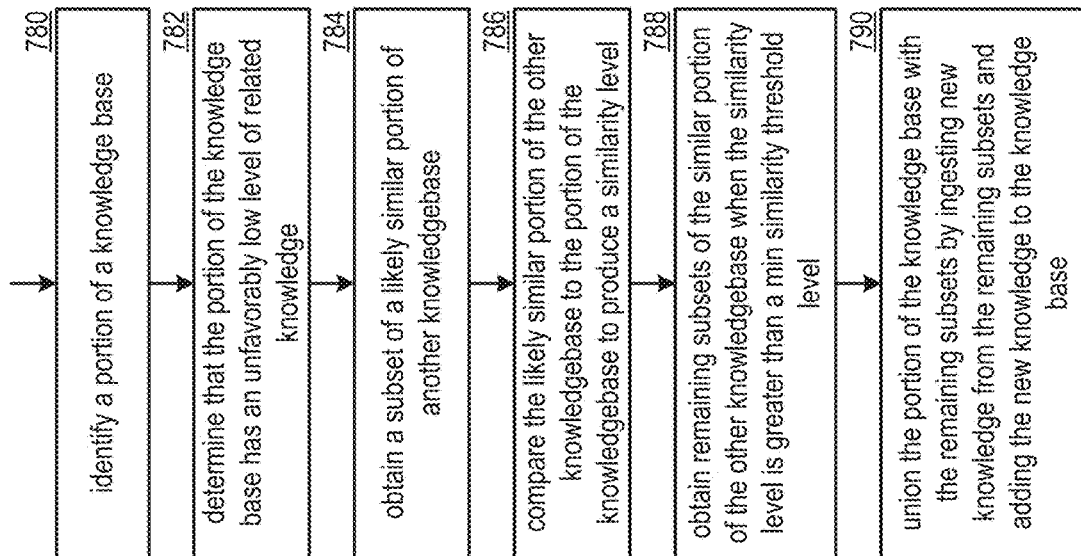 780
identify a portion of a knowledge base
782
determine that the portion of the knowledge
base has an unfavorably low level of related
knowledge
784
obtain a subset of a likely similar portion of
another knowledgebase
786
compare the likely similar portion of the other
knowledgebase to the portion of the
knowledgebase to produce a similarity level
788
obtain remaining subsets of the similar portion
of the other knowledgebase when the similarity
level is greater than a min similarity threshold
level
790
union the portion of the knowledge base with
the remaining subsets by ingesting new
knowledge from the remaining subsets and
adding the new knowledge to the knowledge
base